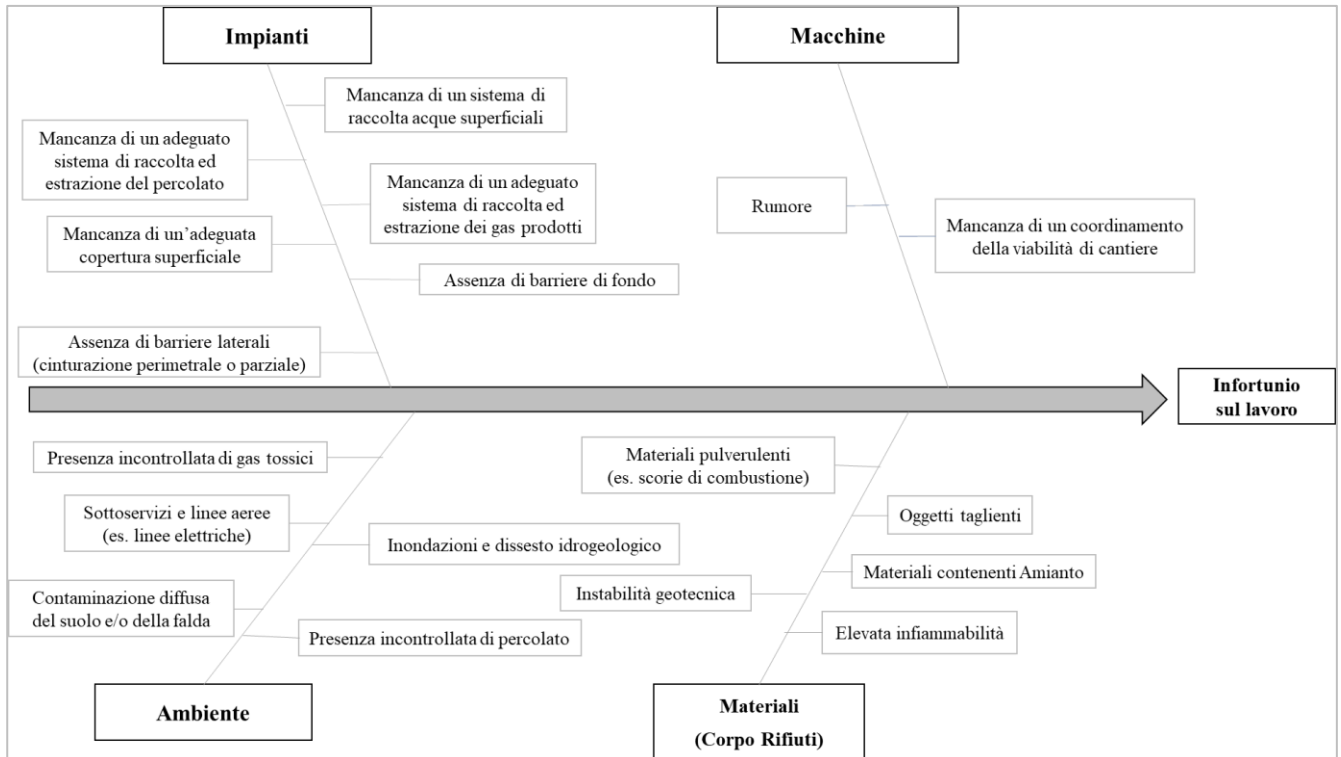 Impianti
Macchine
Mancanza di un sistema di
raccolta acque superficiali
Mancanza di un adeguato
sistema di raccolta ed
estrazione del percolato
Mancanza di un adeguato
sistema di raccolta ed
estrazione dei gas prodotti
Rumore
Mancanza di un coordinamento
della viabilità di cantiere
Mancanza di un'adeguata
copertura superficiale
Assenza di barriere di fondo
Assenza di barriere laterali
(cinturazione perimetrale o parziale)
Infortunio
sul lavoro
Presenza incontrollata di gas tossici
Materiali pulverulenti
(es. scorie di combustione)
Sottoservizi e linee aeree
(es. linee elettriche)
Oggetti taglienti
Inondazioni e dissesto idrogeologico
Materiali contenenti Amianto
Instabilità geotecnica
Contaminazione diffusa
del suolo e/o della falda
Presenza incontrollata di percolato
Elevata infiammabilità
Ambiente
Materiali
(Corpo Rifiuti)